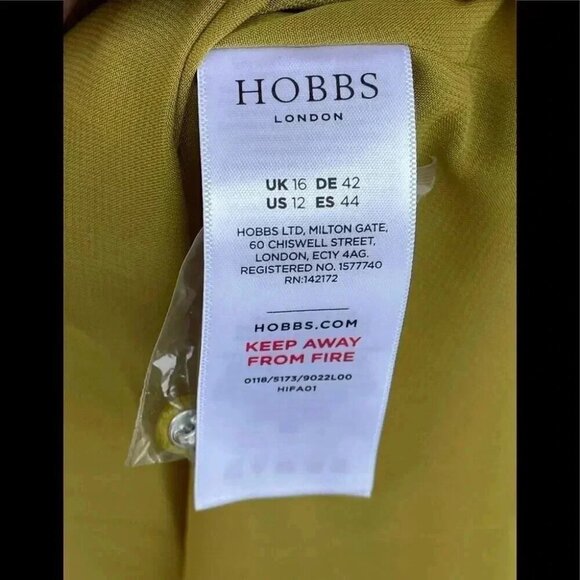 HOBBS
LONDON
UK 16 DE 42
US 12 ES 44
HOBBS LTD, MILTON GATE,
60 CHISWELL STREET,
LONDON, EC1Y 4AG.
REGISTERED NO. 1577740
RN:142172
HOBBS.COM
KEEP AWAY
FROM FIRE
0118/5173/9022L00
HIFA01